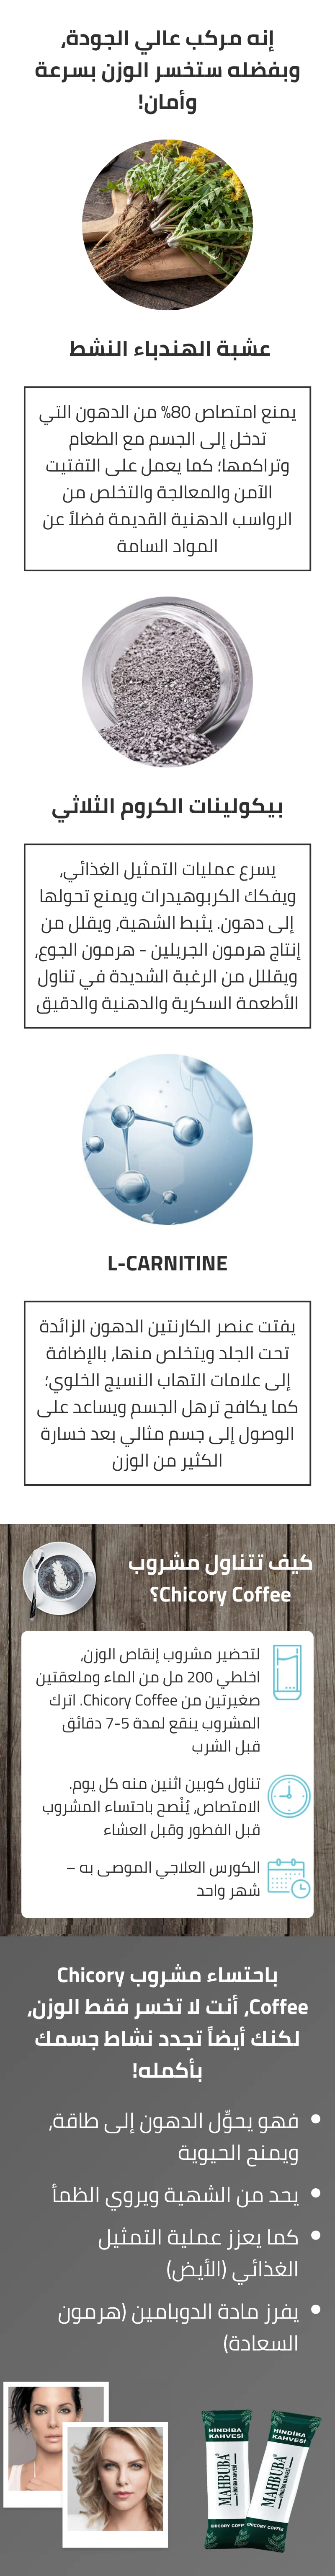 إنه مركب عالي الجودة،
وبفضله ستخسر الوزن بسرعة
وأمان!
عشبة الهندباء النشط
يمنع امتصاص 80% من الدهون التي
تدخل إلى الجسم مع الطعام
وتراكمها؛ كما يعمل على التفتيت
الآمن والمعالجة والتخلص من
الرواسب الدهنية القديمة فضلاً عن
المواد السامة
بيكولينات الكروم الثلاثي
يسرع عمليات التمثيل الغذائي،
ويفكك الكربوهيدرات ويمنع تحولها
إلى دهون. يثبط الشهية، ويقلل من
إنتاج هرمون الجريلين - هرمون الجوع،
ويقللل من الرغبة الشديدة في تناول
الأطعمة السكرية والدهنية والدقيق
L-CARNITINE
يفتت عنصر الكارنتين الدهون الزائدة
تحت الجلد ويتخلص منها، بالإضافة
إلى علامات التهاب النسيج الخلوي؛
كما يكافح ترهل الجسم ويساعد على
الوصول إلى جسم مثالي بعد خسارة
الكثير من الوزن
كيف تتناول مشروب
Chicory Coffee؟
لتحضير مشروب إنقاص الوزن،
اخلطي 200 مل من الماء وملعقتين
صغيرتين من Chicory Coffee. اترك
المشروب ينقع لمدة 5-7 دقائق
قبل الشرب
تناول كوبين اثنين منه كل يوم.
الامتصاص، يُنْصح باحتساء المشروب
قبل الفطور وقبل العشاء
الكورس العلاجي الموصى به –
شهر واحد
باحتساء مشروب Chicory
Coffee، أنت لا تخسر فقط الوزن،
لكنك أيضاً تجدد نشاط جسمك
بأكمله!
فهو يحوِّل الدهون إلى طاقة،
ويمنح الحيوية
يحد من الشهية ويروي الظمأ
كما يعزز عملية التمثيل
الغذائي (الأيض)
يفرز مادة الدوبامين (هرمون
السعادة)
HİNDİBA
KAHVESİ
MAHBUBA
HİNDİBA
KAHVESİ
MAHBUBA
CHICORY COFFEE